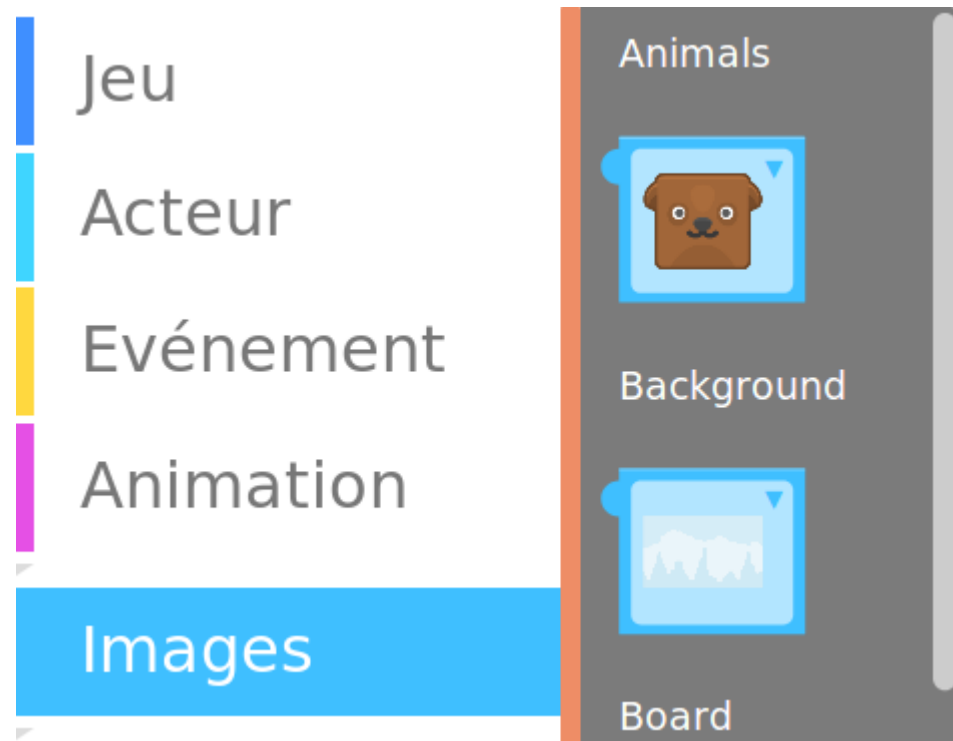 Jeu
Acteur
Evénement
Animation
Images
Animals
Background
Board